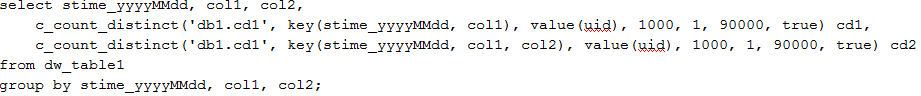 select stime_yyyyMMdd, col1, col2,
c_count_distinct('db1.cd1', key(stime_yyyyMMdd, col1), value(uid), 1000, 1, 90000, true) cd1,
c_count_distinct('db1.cd1', key(stime_yyyyMMdd, col1, col2), value(uid), 1000, 1, 90000, true) cd2
from dw_table1
group by stime_yyyyMMdd, col1, col2;